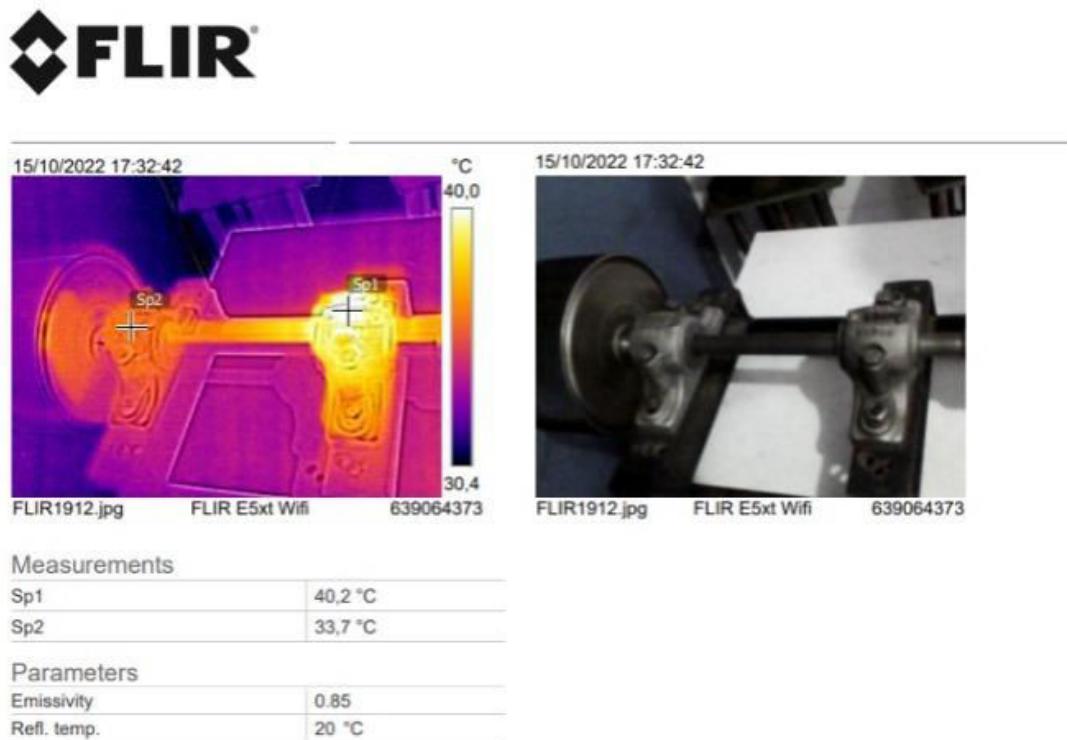 FLIR®
15/10/2022 17:32:42
°C
15/10/2022 17:32:42
40,0
Sp2
Sp1
30,4
FLIR1912.jpg FLIR E5xt Wifi 639064373
FLIR1912.jpg FLIR E5xt Wifi 639064373
Measurements
Sp1 40,2 °C
Sp2 33,7 °C
Parameters
Emissivity 0.85
Refl. temp. 20 °C